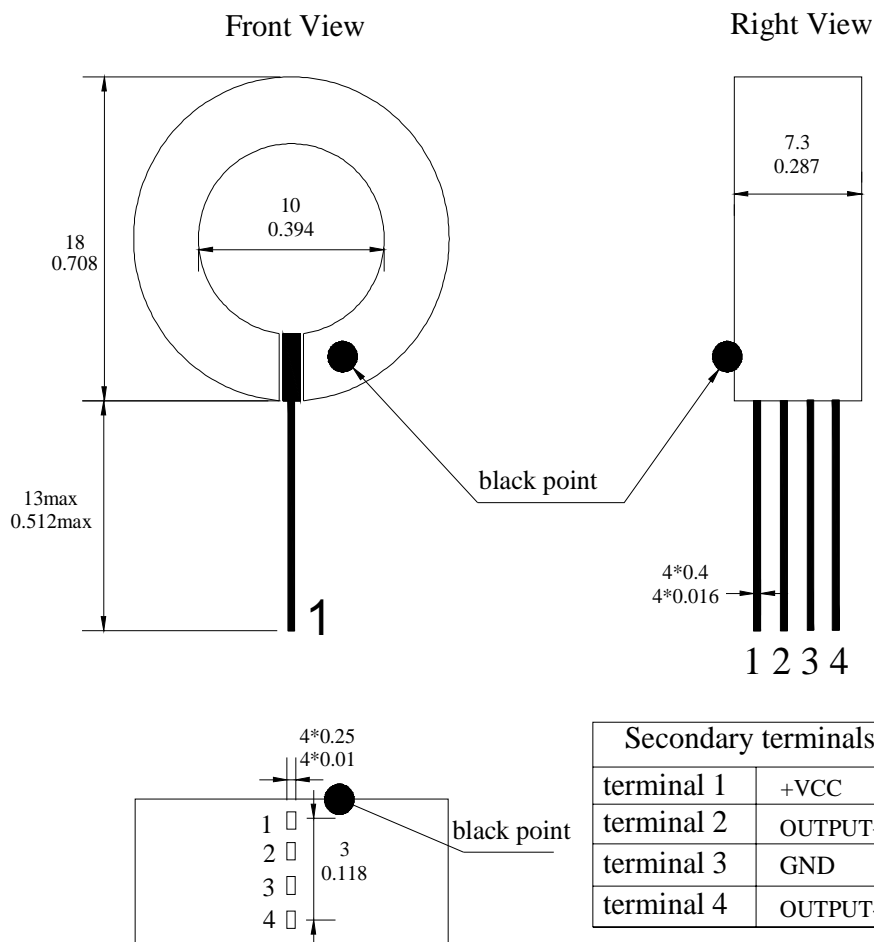 Front View
Right View
7.3
0.287
10
0.394
18
0.708
black point
13max
0.512max
4*0.4
4*0.016
1
1 2 3 4
4*0.25
4*0.01
black point
1
2
3
4
3
0.118
Secondary terminals
terminal 1 +VCC
terminal 2 OUTPUT
terminal 3 GND
terminal 4 OUTPUT